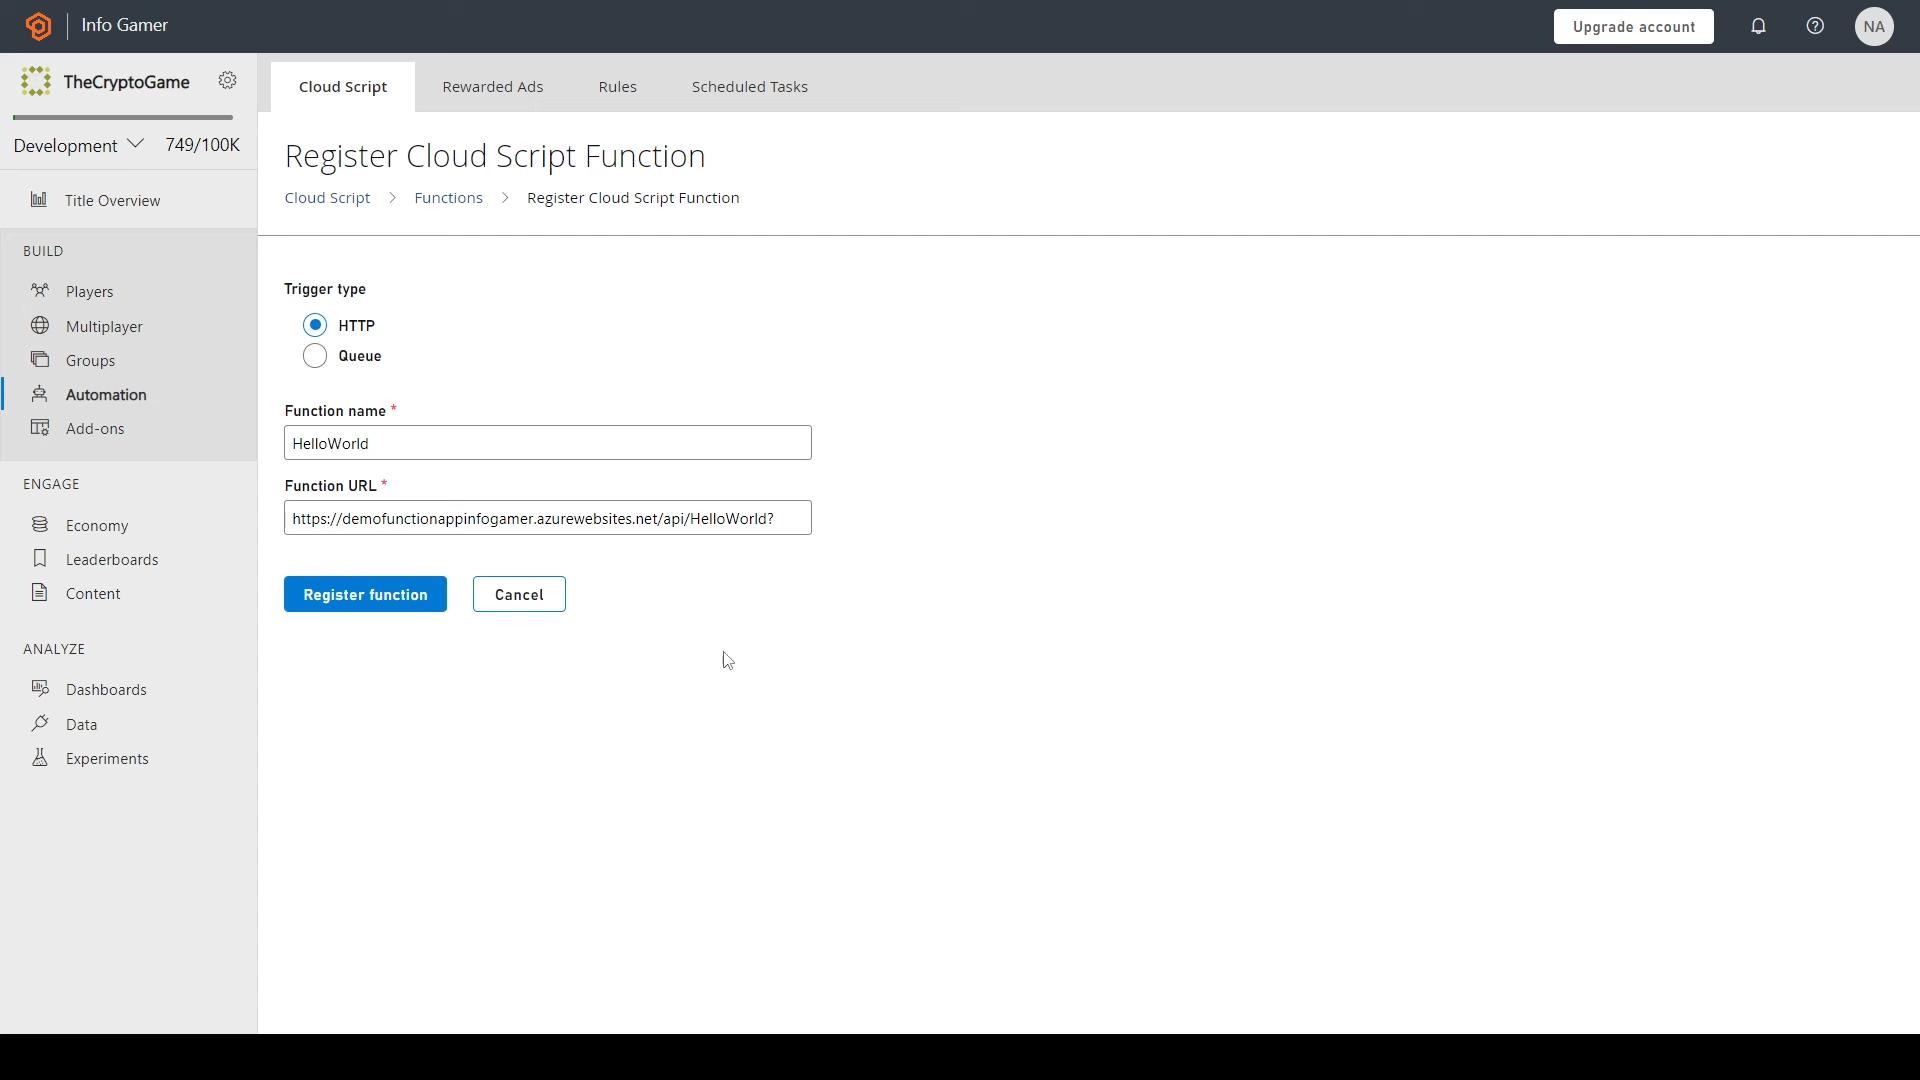 Info Gamer
Upgrade account
NA
TheCryptoGame
Development 749/100K
Title Overview
BUILD
Players
Multiplayer
Groups
Automation
Add-ons
ENGAGE
Economy
Leaderboards
Content
ANALYZE
Dashboards
Data
Experiments
Cloud Script Rewarded Ads Rules Scheduled Tasks
Register Cloud Script Function
Cloud Script > Functions > Register Cloud Script Function
Trigger type
HTTP
Queue
Function name *
HelloWorld
Function URL *
https://demofunctionappinfogamer.azurewebsites.net/api/HelloWorld?
Register function Cancel